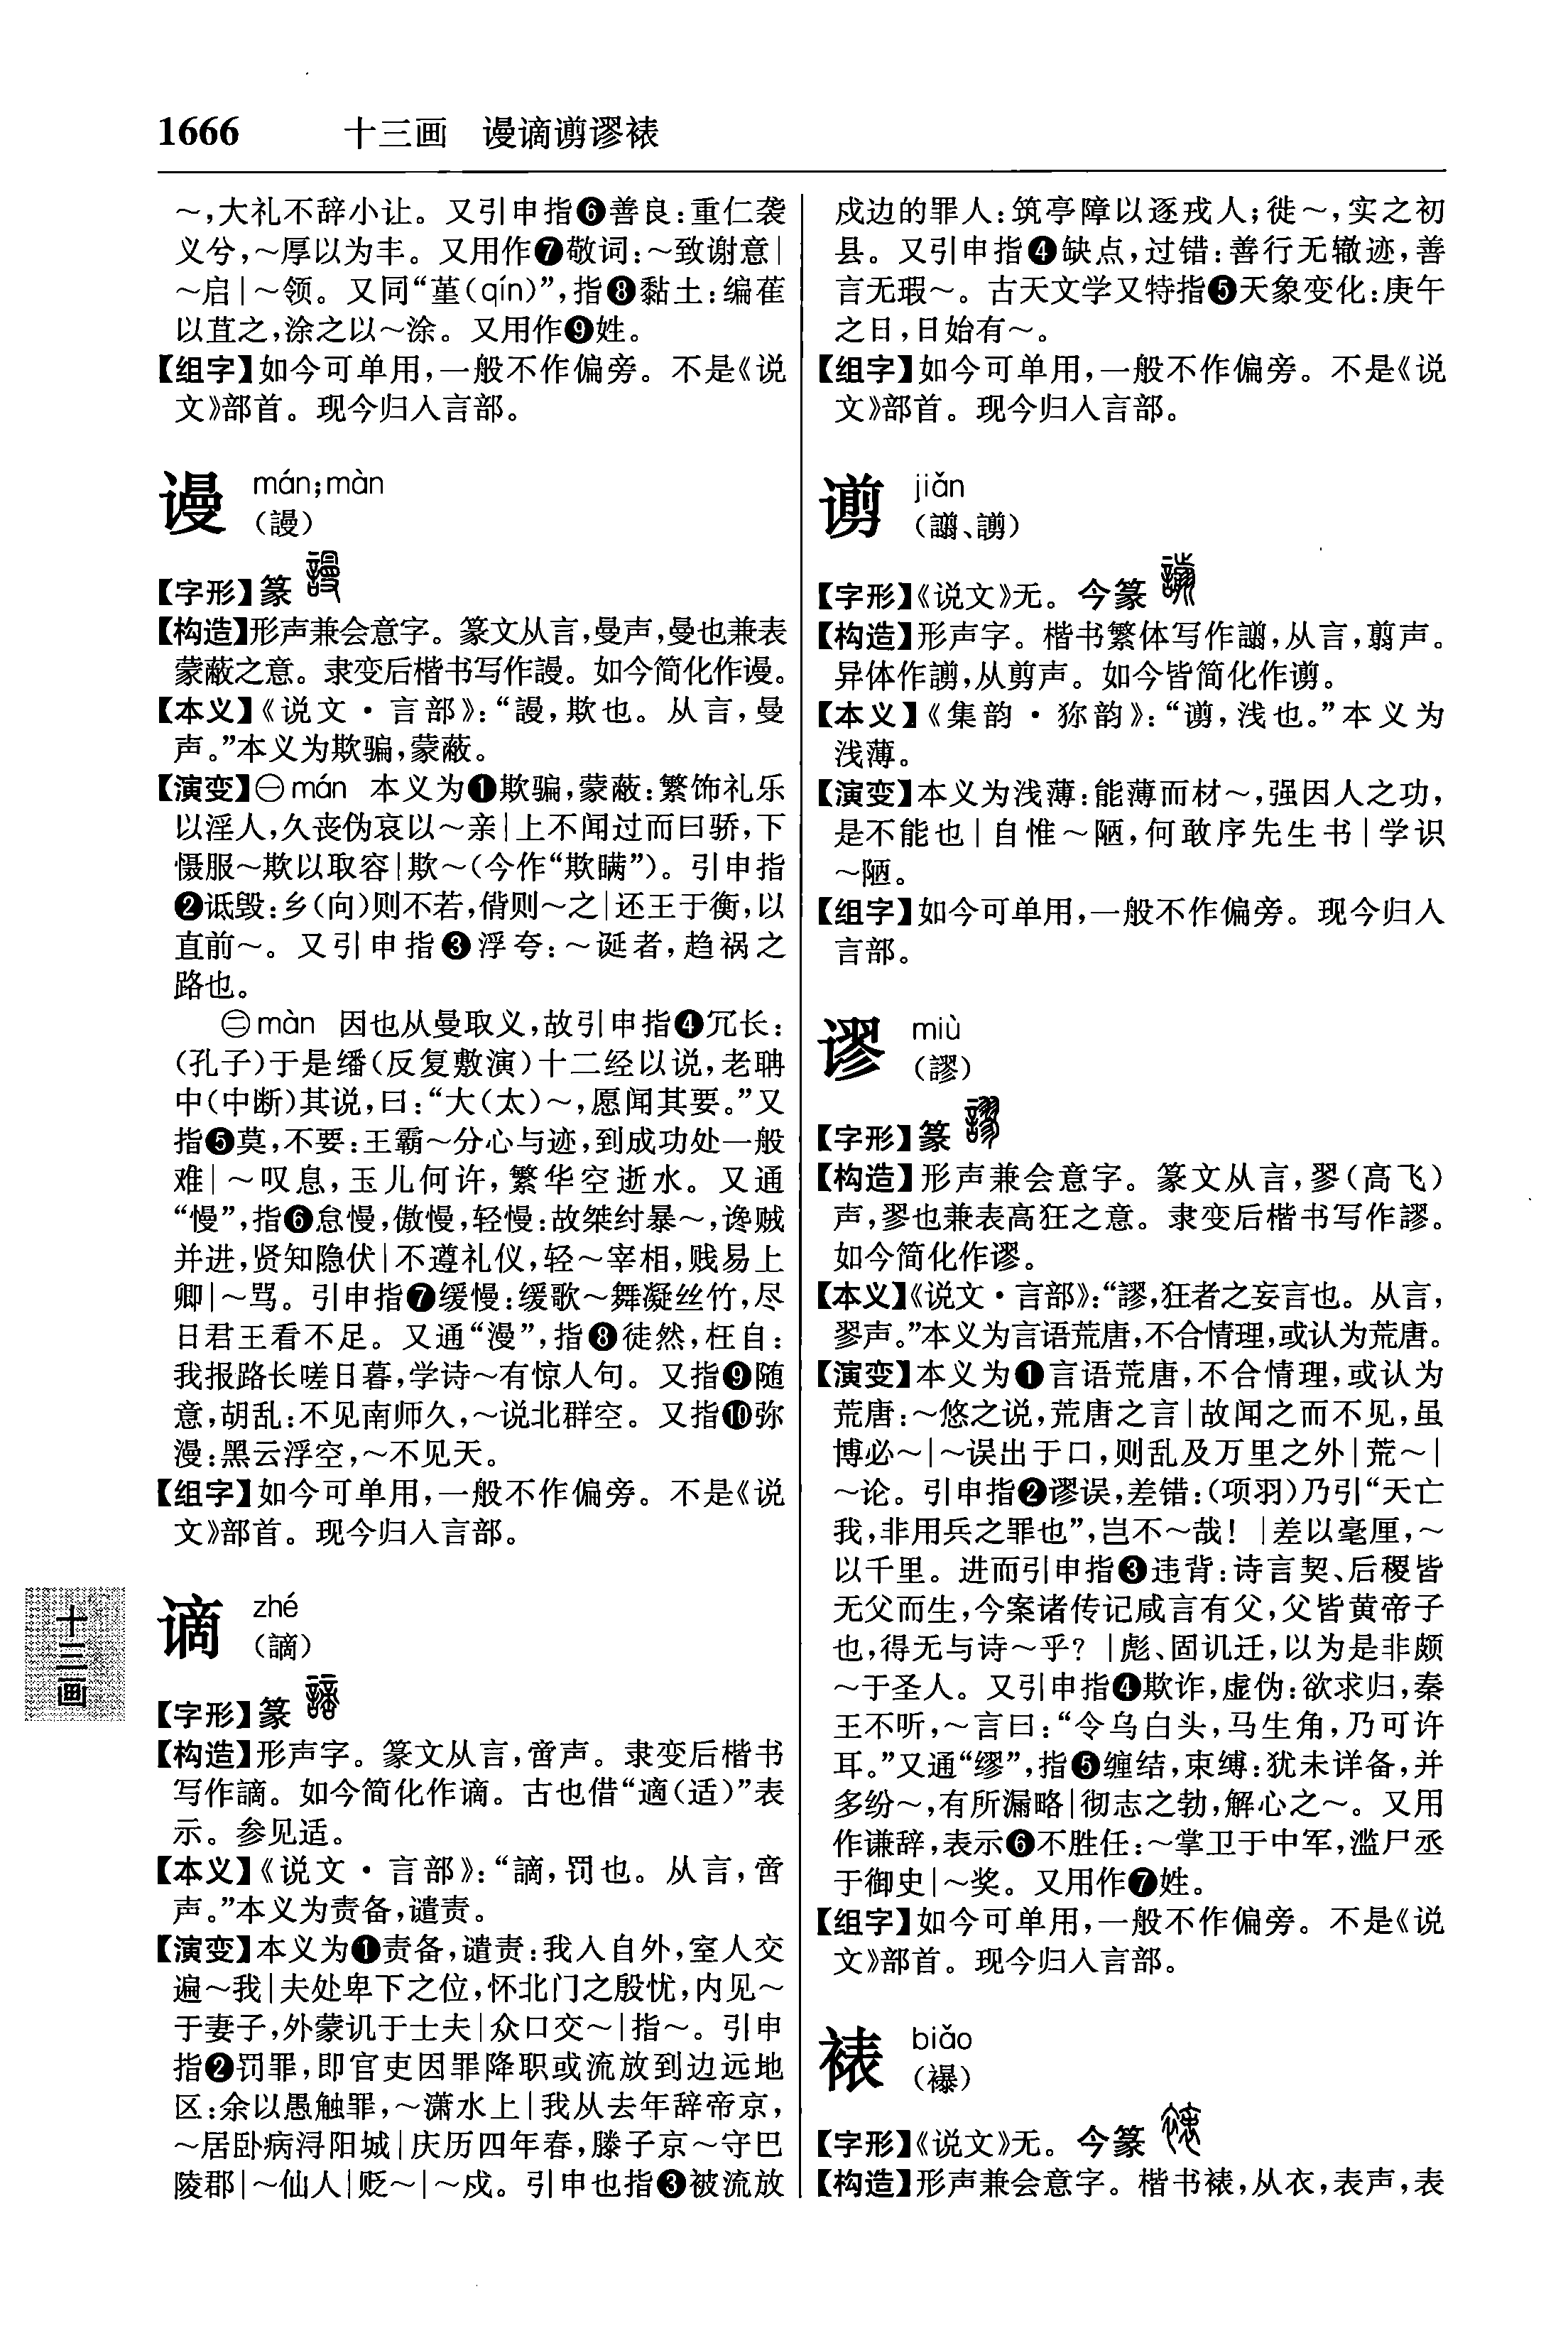 1666 十三画 谩谪谫谬裱
～,大礼不辞小让。又引申指❻善良:重仁袭
义兮,～厚以为丰。又用作❼敬词:～致谢意|
～启|～领。又同“堇(qín)”,指❽黏土:编萑
以苴之,涂之以～涂。又用作❾姓。
【组字】如今可单用,一般不作偏旁。不是《说
文》部首。现今归入言部。
谩 mán;màn
(謾)
【字形】篆
【构造】形声兼会意字。篆文从言,曼声,曼也兼表
蒙蔽之意。隶变后楷书写作謾。如今简化作谩。
【本义】《说文·言部》:“謾,欺也。从言,曼
声。”本义为欺骗,蒙蔽。
【演变】㊀mán 本义为❶欺骗,蒙蔽:繁饰礼乐
以淫人,久丧伪哀以～亲|上不闻过而日骄,下
慑服～欺以取容|欺～(今作“欺瞒”)。引申指
❷诋毁:乡(向)则不若,偝则～之|还王于衡,以
直前～。又引申指❸浮夸:～诞者,趋祸之
路也。
㊁màn 因也从曼取义,故引申指❹冗长:
(孔子)于是繙(反复敷演)十二经以说,老聃
中(中断)其说,曰:“大(太)～,愿闻其要。”又
指❺莫,不要:王霸～分心与迹,到成功处一般
难|～叹息,玉儿何许,繁华空逝水。又通
“慢”,指❻怠慢,傲慢,轻慢:故桀纣暴～,谗贼
并进,贤知隐伏|不遵礼仪,轻～宰相,贱易上
卿|～骂。引申指❼缓慢:缓歌～舞凝丝竹,尽
日君王看不足。又通“漫”,指❽徒然,枉自:
我报路长嗟日暮,学诗～有惊人句。又指❾随
意,胡乱:不见南师久,～说北群空。又指❿弥
漫:黑云浮空,～不见天。
【组字】如今可单用,一般不作偏旁。不是《说
文》部首。现今归入言部。
谪 zhé
(謫)
【字形】篆
【构造】形声字。篆文从言,啻声。隶变后楷书
写作謫。如今简化作谪。古也借“適(适)”表
示。参见适。
【本义】《说文·言部》:“謫,罚也。从言,啻
声。”本义为责备,谴责。
【演变】本义为❶责备,谴责:我入自外,室人交
遍～我|夫处卑下之位,怀北门之殷忧,内见～
于妻子,外蒙讥于士夫|众口交～|指～。引申
指❷罚罪,即官吏因罪降职或流放到边远地
区:余以愚触罪,～潇水上|我从去年辞帝京,
～居卧病浔阳城|庆历四年春,滕子京～守巴
陵郡|～仙人|贬～|～戍。引申也指❸被流放
戍边的罪人:筑亭障以逐戎人;徙～,实之初
县。又引申指❹缺点,过错:善行无辙迹,善
言无瑕～。古天文学又特指❺天象变化:庚午
之日,日始有～。
【组字】如今可单用,一般不作偏旁。不是《说
文》部首。现今归入言部。
谫 jiǎn
(譾、謭)
【字形】《说文》无。今篆
【构造】形声字。楷书繁体写作譾,从言,翦声。
异体作謭,从剪声。如今皆简化作谫。
【本义】《集韵·狝韵》:“谫,浅也。”本义为
浅薄。
【演变】本义为浅薄:能薄而材～,强因人之功,
是不能也|自惟～陋,何敢序先生书|学识
～陋。
【组字】如今可单用,一般不作偏旁。现今归入
言部。
谬 miù
(謬)
【字形】篆
【构造】形声兼会意字。篆文从言,翏(高飞)
声,翏也兼表高狂之意。隶变后楷书写作謬。
如今简化作谬。
【本义】《说文·言部》:“謬,狂者之妄言也。从言,
翏声。”本义为言语荒唐,不合情理,或认为荒唐。
【演变】本义为❶言语荒唐,不合情理,或认为
荒唐:～悠之说,荒唐之言|故闻之而不见,虽
博必～|～误出于口,则乱及万里之外|荒～|
～论。引申指❷谬误,差错:(项羽)乃引“天亡
我,非用兵之罪也”,岂不～哉! |差以毫厘,～
以千里。进而引申指❸违背:诗言契、后稷皆
无父而生,今案诸传记咸言有父,父皆黄帝子
也,得无与诗～乎? |彪、固讥迁,以为是非颇
～于圣人。又引申指❹欺诈,虚伪:欲求归,秦
王不听,～言曰:“令乌白头,马生角,乃可许
耳。”又通“缪”,指❺缠结,束缚:犹未详备,并
多纷～,有所漏略|彻志之勃,解心之～。又用
作谦辞,表示❻不胜任:～掌卫于中军,滥尸丞
于御史|～奖。又用作❼姓。
【组字】如今可单用,一般不作偏旁。不是《说
文》部首。现今归入言部。
裱 biǎo
(襮)
【字形】《说文》无。今篆
【构造】形声兼会意字。楷书裱,从衣,表声,表
十三画